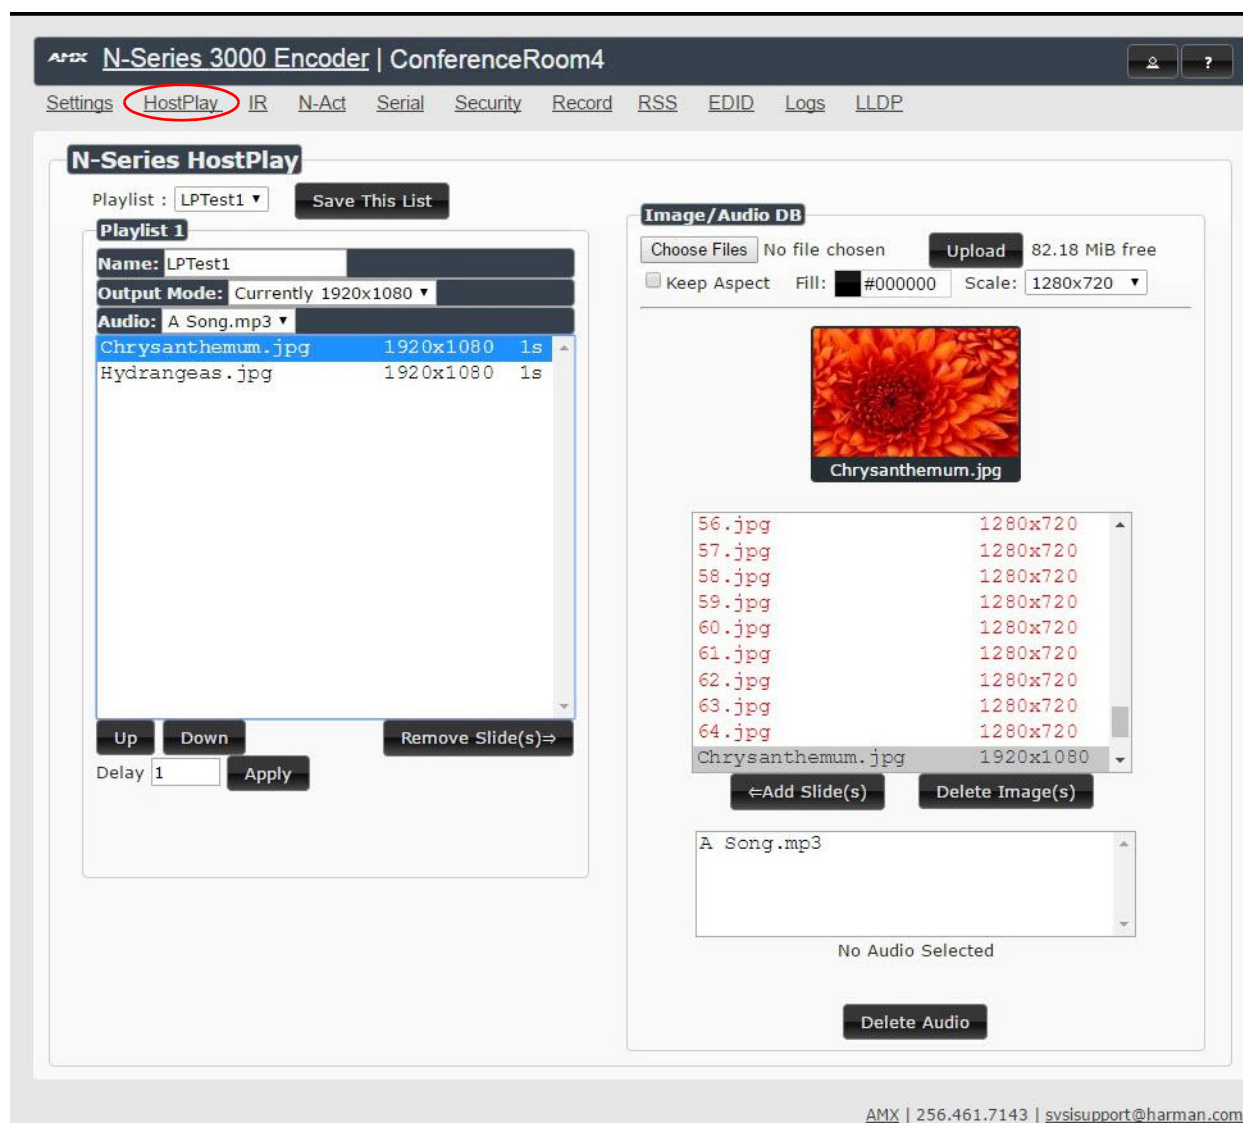 AMX N-Series 3000 Encoder | ConferenceRoom4 ?
Settings HostPlay IR N-Act Serial Security Record RSS EDID Logs LLDP
N-Series HostPlay
Playlist : LPTest1 Save This List
Playlist 1
Name: LPTest1
Output Mode: Currently 1920x1080
Audio: A Song.mp3
Chrysanthemum.jpg 1920x1080 1s
Hydrangeas.jpg 1920x1080 1s
Up Down Remove Slide(s)⇒
Delay 1 Apply
Image/Audio DB
Choose Files No file chosen Upload 82.18 MiB free
Keep Aspect Fill: #000000 Scale: 1280x720
Chrysanthemum.jpg
56.jpg 1280x720
57.jpg 1280x720
58.jpg 1280x720
59.jpg 1280x720
60.jpg 1280x720
61.jpg 1280x720
62.jpg 1280x720
63.jpg 1280x720
64.jpg 1280x720
Chrysanthemum.jpg 1920x1080
⇐Add Slide(s) Delete Image(s)
A Song.mp3
No Audio Selected
Delete Audio
AMX | 256.461.7143 | svsisupport@harman.com